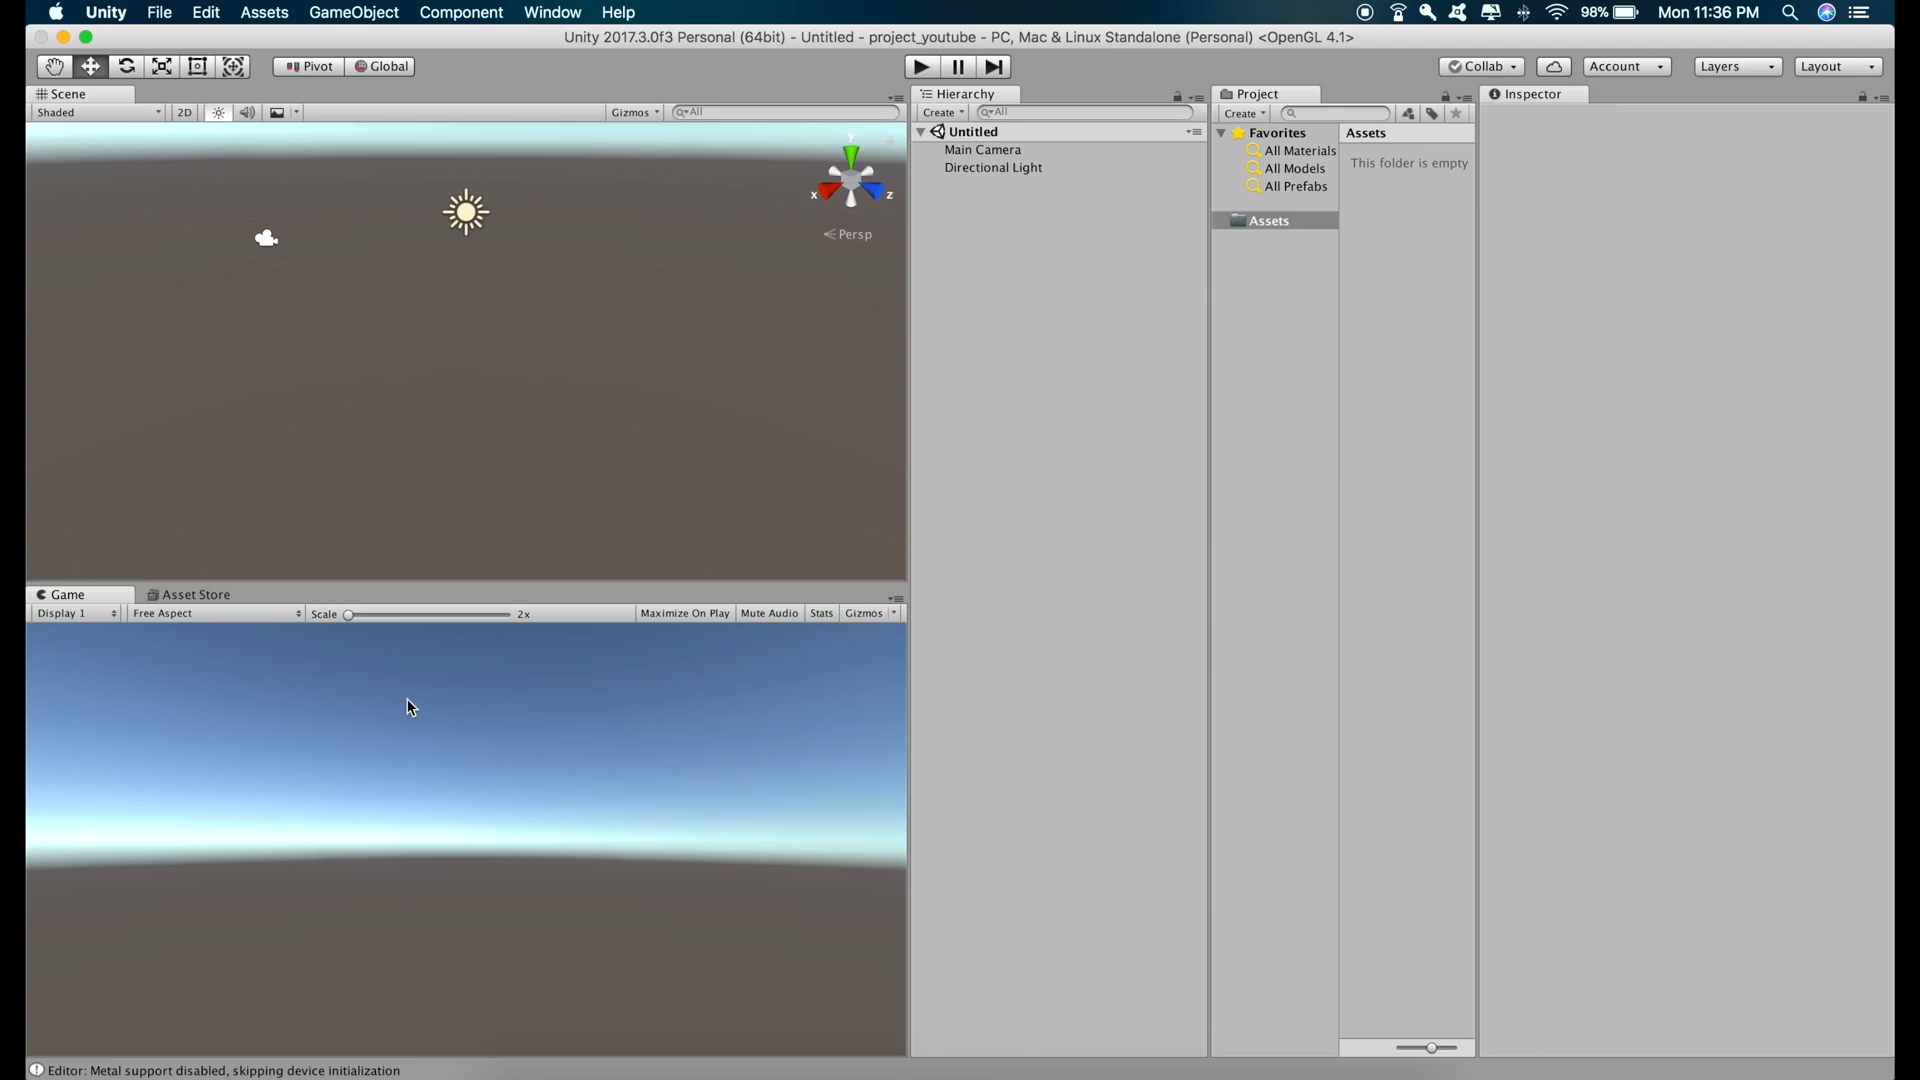 Unity File Edit Assets GameObject Component Window Help 98% Mon 11:36 PM
Unity 2017.3.0f3 Personal (64bit) - Untitled - project_youtube - PC, Mac & Linux Standalone (Personal) <OpenGL 4.1>
Pivot Global Collab Account Layers Layout
Scene Hierarchy Project Inspector
Shaded 2D Gizmos All Create All Create
Untitled Favorites Assets
Main Camera All Materials This folder is empty
Directional Light All Models
All Prefabs
y
x z
Assets
Persp
Game Asset Store
Display 1 Free Aspect Scale 2x Maximize On Play Mute Audio Stats Gizmos
Editor: Metal support disabled, skipping device initialization